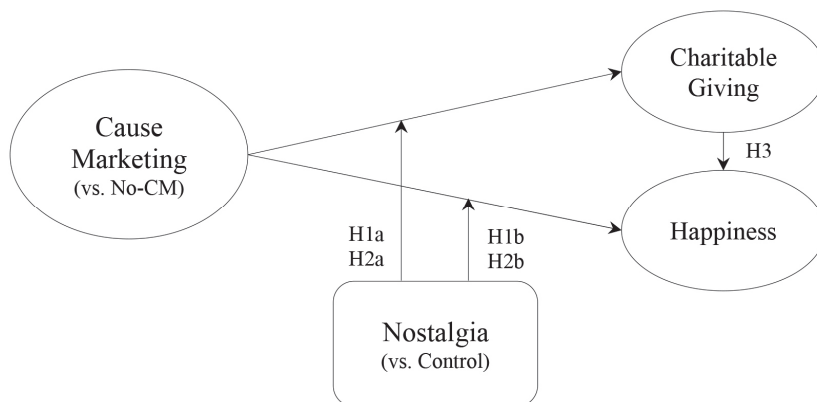 Charitable
Giving
Cause
Marketing
(vs. No-CM)
H3
H1a
H2a
H1b
H2b
Happiness
Nostalgia
(vs. Control)